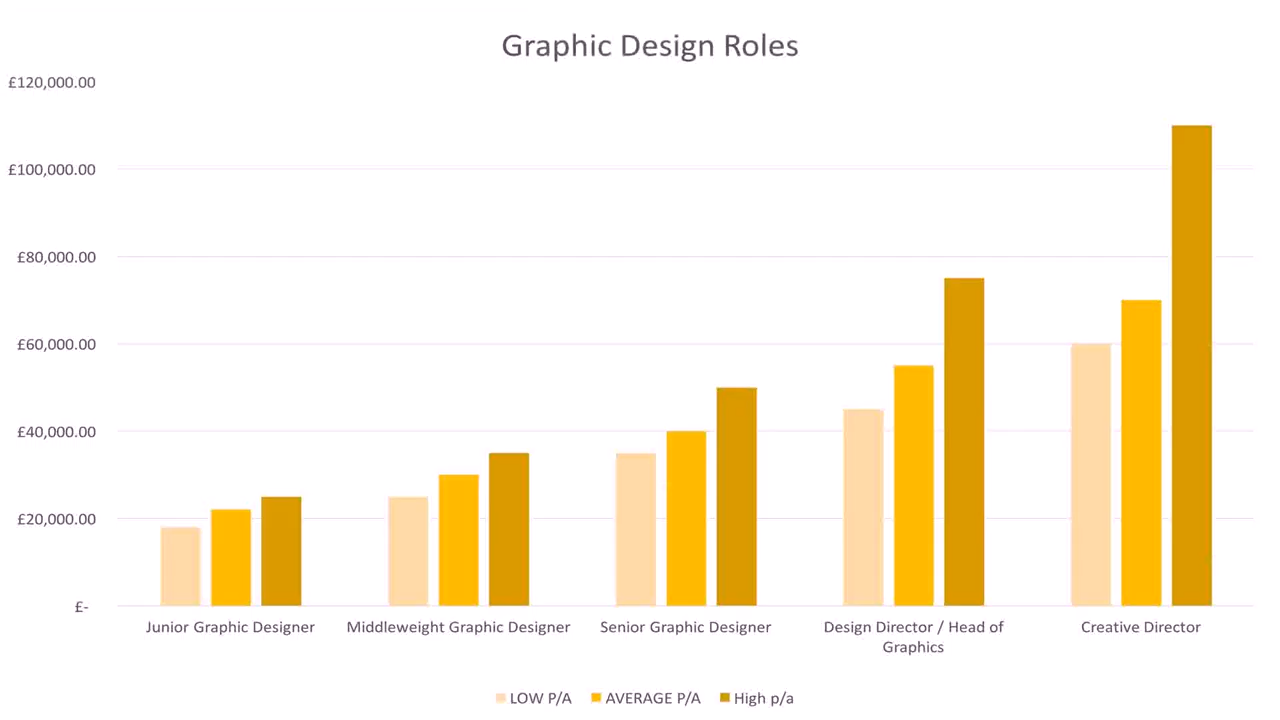 Graphic Design Roles
£120,000.00
£100,000.00
£80,000.00
£60,000.00
£40,000.00
£20,000.00
£-
Junior Graphic Designer
Middleweight Graphic Designer
Senior Graphic Designer
Design Director / Head of
Graphics
Creative Director
LOW P/A
AVERAGE P/A
High p/a